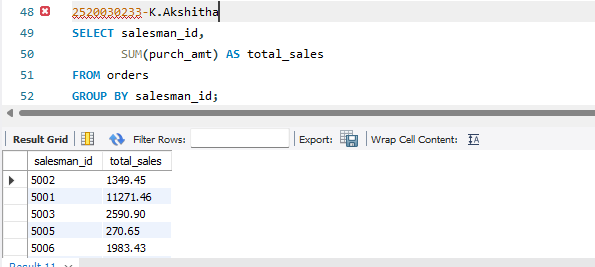 48 2520030233-K.Akshitha
49 SELECT salesman_id,
50 SUM(purch_amt) AS total_sales
51 FROM orders
52 GROUP BY salesman_id;
Result Grid Filter Rows: Export: Wrap Cell Content:
salesman_id total_sales
5002 1349.45
5001 11271.46
5003 2590.90
5005 270.65
5006 1983.43
Result 11